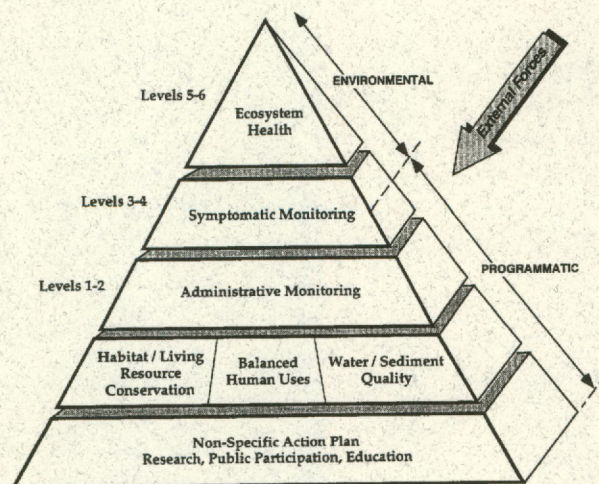 ENVIRONMENTAL
External Forces
Levels 5-6
Ecosystem
Health
Levels 3-4
Symptomatic Monitoring
PROGRAMMATIC
Levels 1-2
Administrative Monitoring
Habitat / Living
Resource
Conservation
Balanced
Human Uses
Water / Sediment
Quality
Non-Specific Action Plan
Research, Public Participation, Education